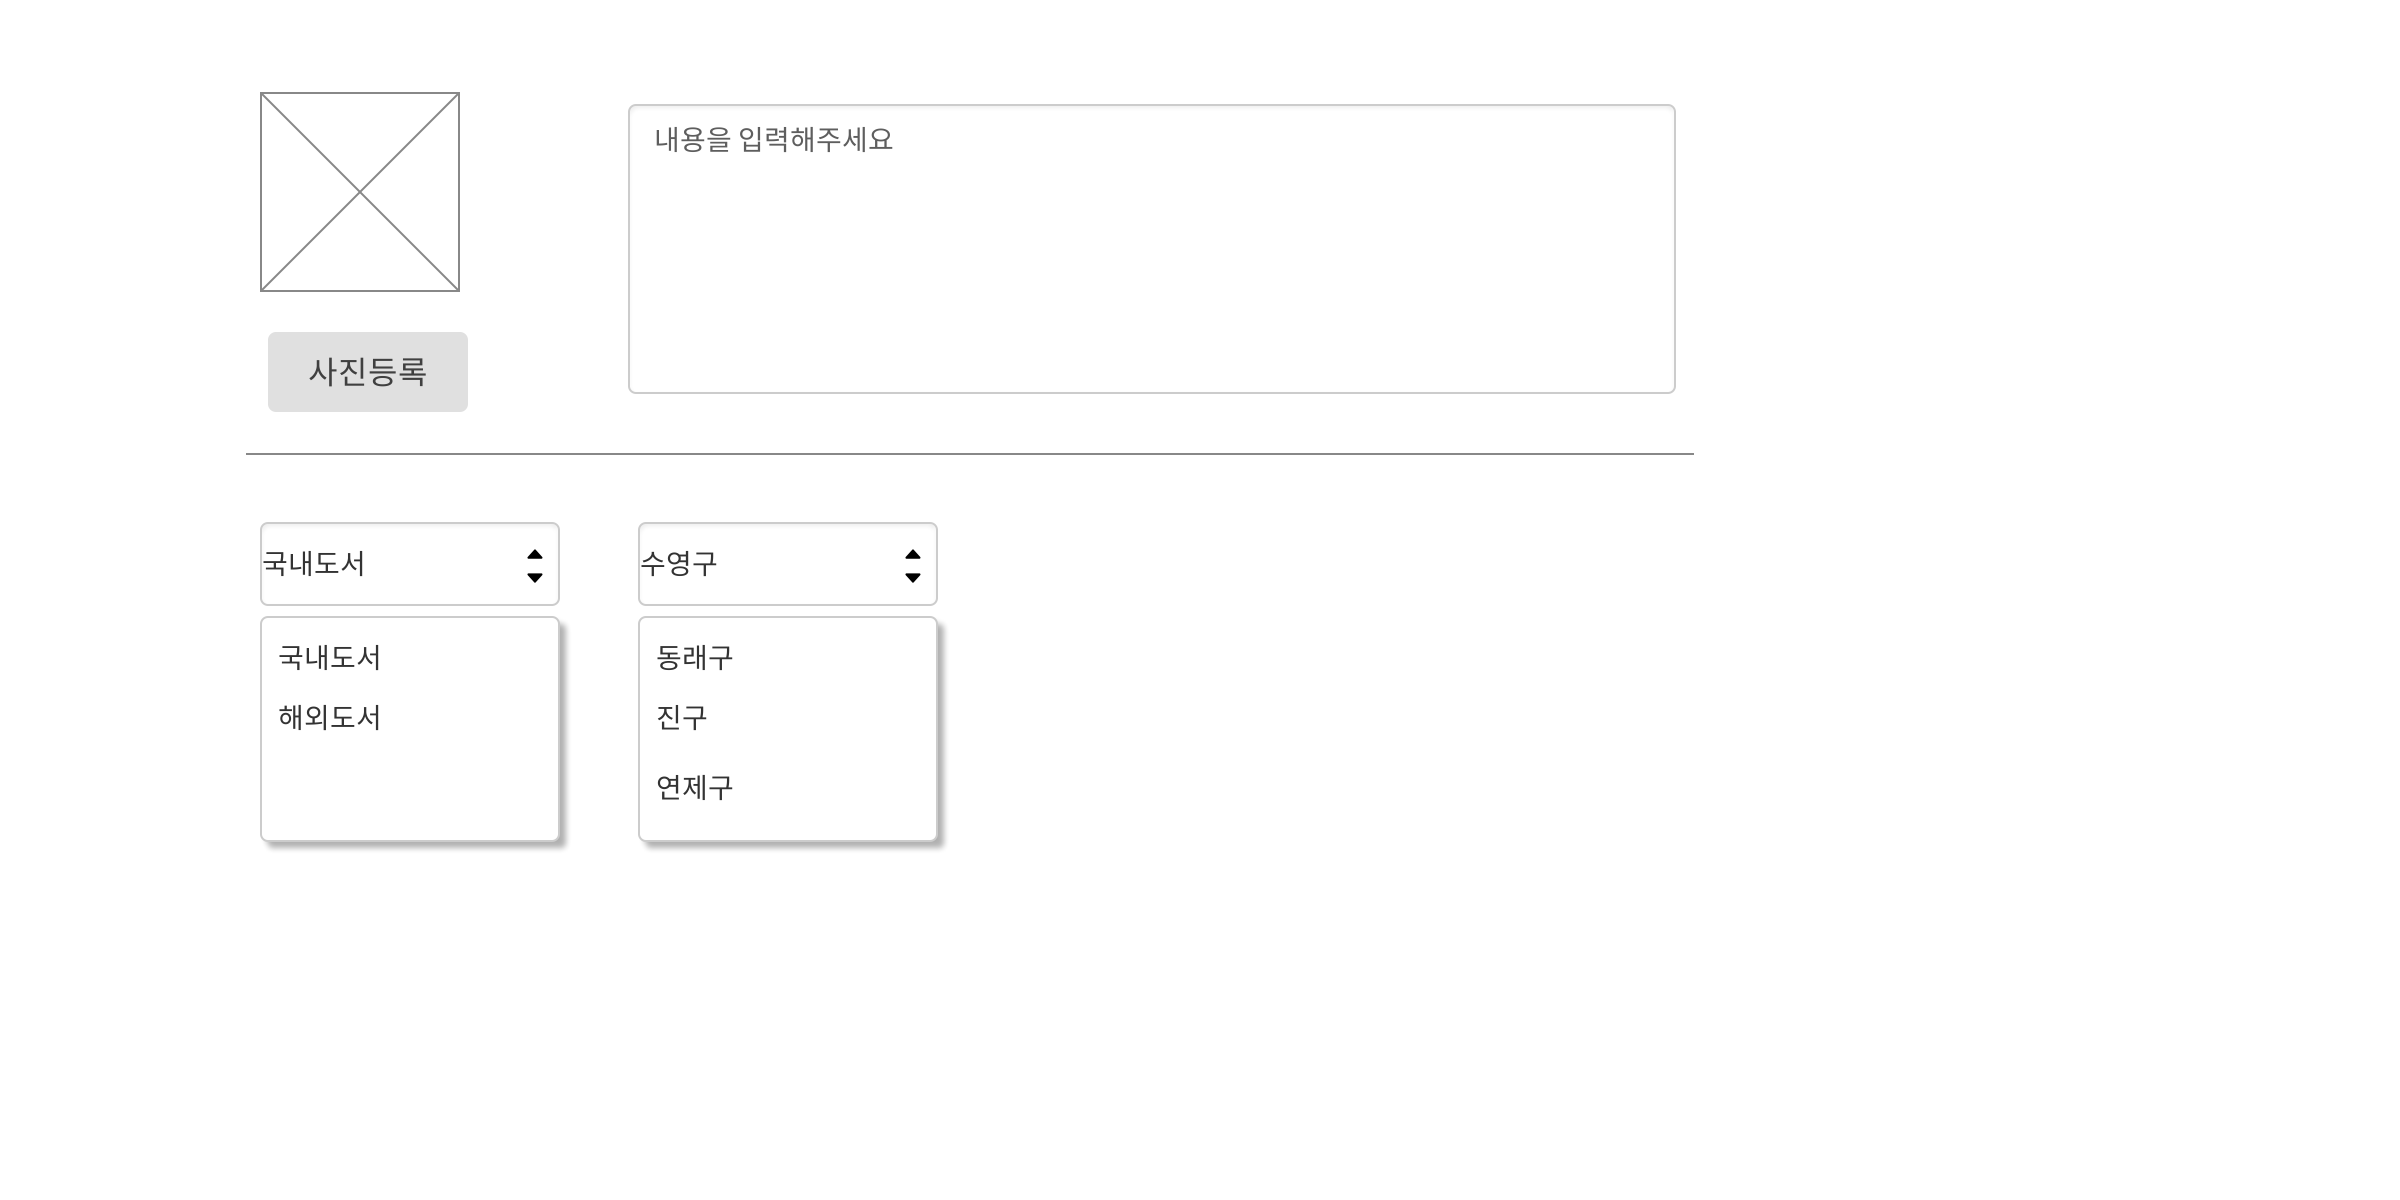 내용을 입력해주세요
사진등록
국내도서
수영구
국내도서
해외도서
동래구
진구
연제구